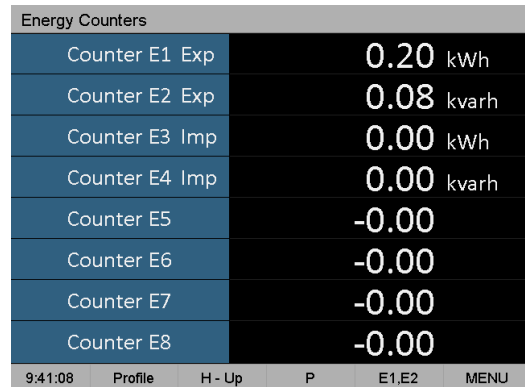 Energy Counters
Counter E1 Exp 0.20 kWh
Counter E2 Exp 0.08 kvarh
Counter E3 Imp 0.00 kWh
Counter E4 Imp 0.00 kvarh
Counter E5 -0.00
Counter E6 -0.00
Counter E7 -0.00
Counter E8 -0.00
9:41:08 Profile H - Up P E1,E2 MENU